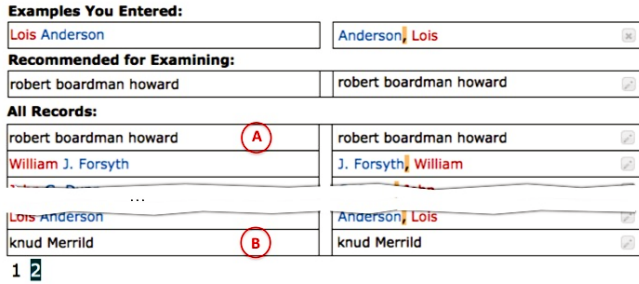 Examples You Entered:
Lois Anderson Anderson, Lois
Recommended for Examining:
robert boardman howard robert boardman howard
All Records:
robert boardman howard A robert boardman howard
William J. Forsyth J. Forsyth, William
...
Lois Anderson Anderson, Lois
knud Merrild B knud Merrild
1 2